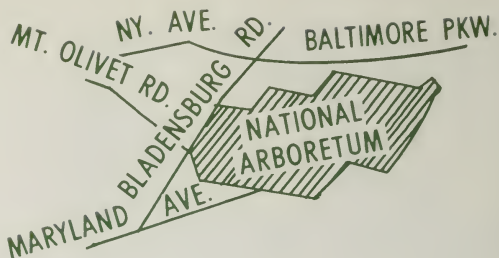 NY. AVE.
MT. OLIVET RD.
BLADENSBURG RD.
BALTIMORE PKW.
NATIONAL
ARBORETUM
MARYLAND AVE.